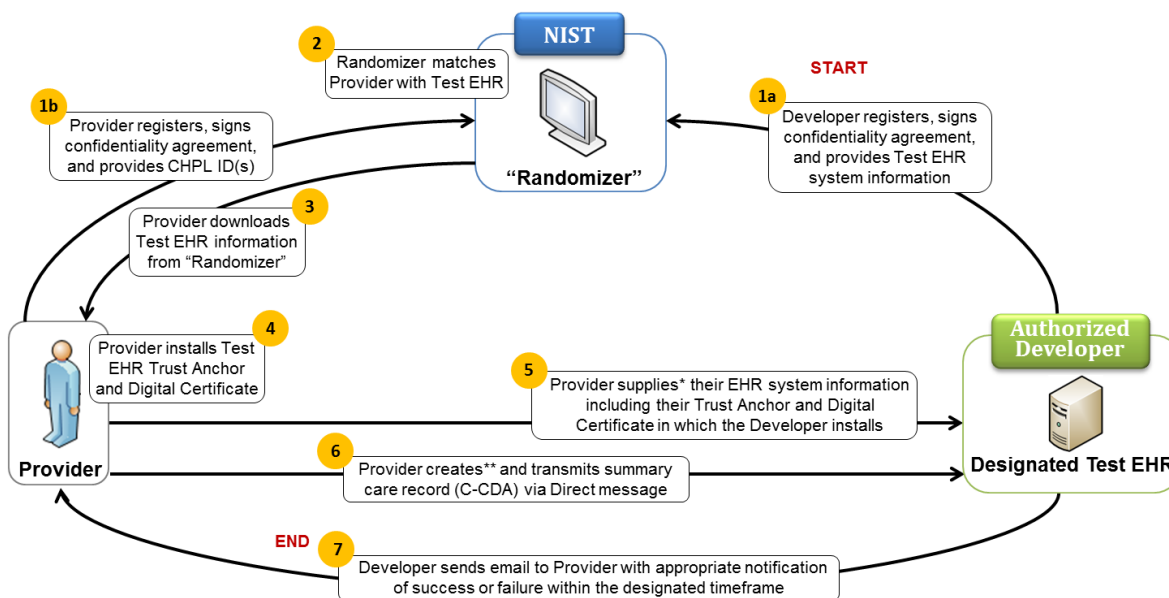 NIST
2
Randomizer matches
Provider with Test EHR
START
1b
Provider registers, signs
confidentiality agreement,
and provides CHPL ID(s)
1a
Developer registers, signs
confidentiality agreement,
and provides Test EHR
system information
“Randomizer”
3
Provider downloads
Test EHR information
from “Randomizer”
4
Provider installs Test
EHR Trust Anchor
and Digital Certificate
Provider
Authorized
Developer
Designated Test EHR
5
Provider supplies* their EHR system information
including their Trust Anchor and Digital
Certificate in which the Developer installs
6
Provider creates** and transmits summary
care record (C-CDA) via Direct message
END
7
Developer sends email to Provider with appropriate notification
of success or failure within the designated timeframe